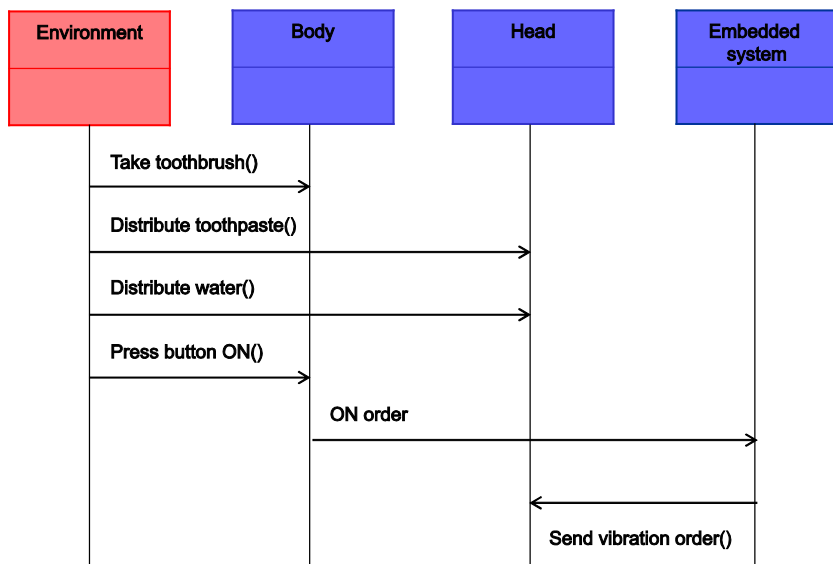 Environment
Body
Head
Embedded
system
Take toothbrush()
Distribute toothpaste()
Distribute water()
Press button ON()
ON order
Send vibration order()